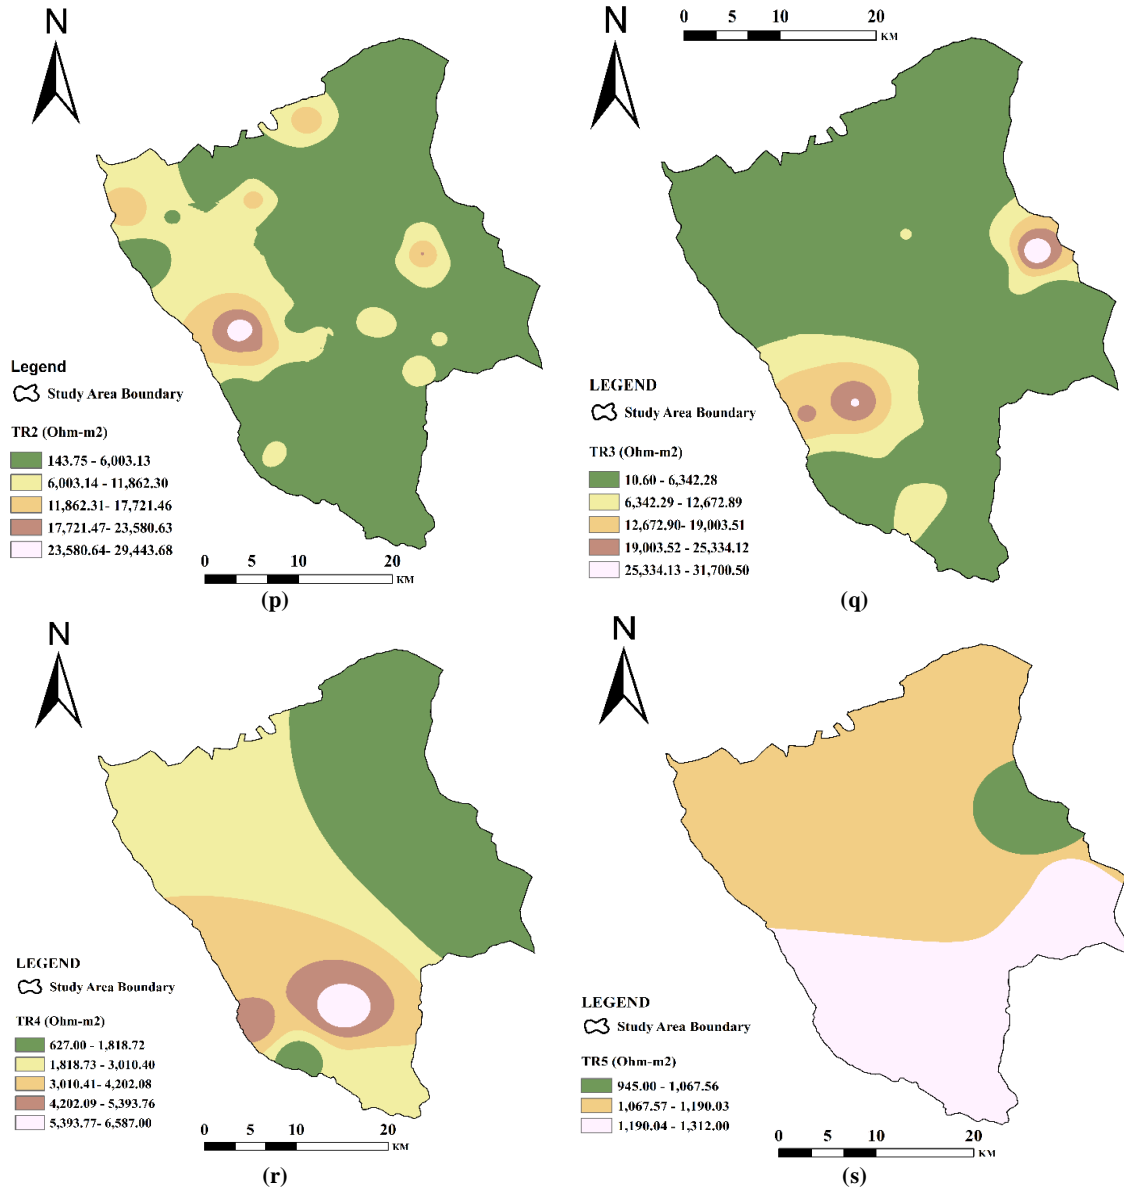 N
Legend
Study Area Boundary
TR2 (Ohm-m2)
143.75 - 6,003.13
6,003.14 - 11,862.30
11,862.31- 17,721.46
17,721.47- 23,580.63
23,580.64- 29,443.68
0 5 10 20
KM
(p)
N
0 5 10 20
KM
LEGEND
Study Area Boundary
TR3 (Ohm-m2)
10.60 - 6,342.28
6,342.29 - 12,672.89
12,672.90- 19,003.51
19,003.52 - 25,334.12
25,334.13 - 31,700.50
(q)
N
LEGEND
Study Area Boundary
TR4 (Ohm-m2)
627.00 - 1,818.72
1,818.73 - 3,010.40
3,010.41- 4,202.08
4,202.09 - 5,393.76
5,393.77- 6,587.00
0 5 10 20
KM
(r)
N
LEGEND
Study Area Boundary
TR5 (Ohm-m2)
945.00 - 1,067.56
1,067.57 - 1,190.03
1,190.04 - 1,312.00
0 5 10 20
KM
(s)